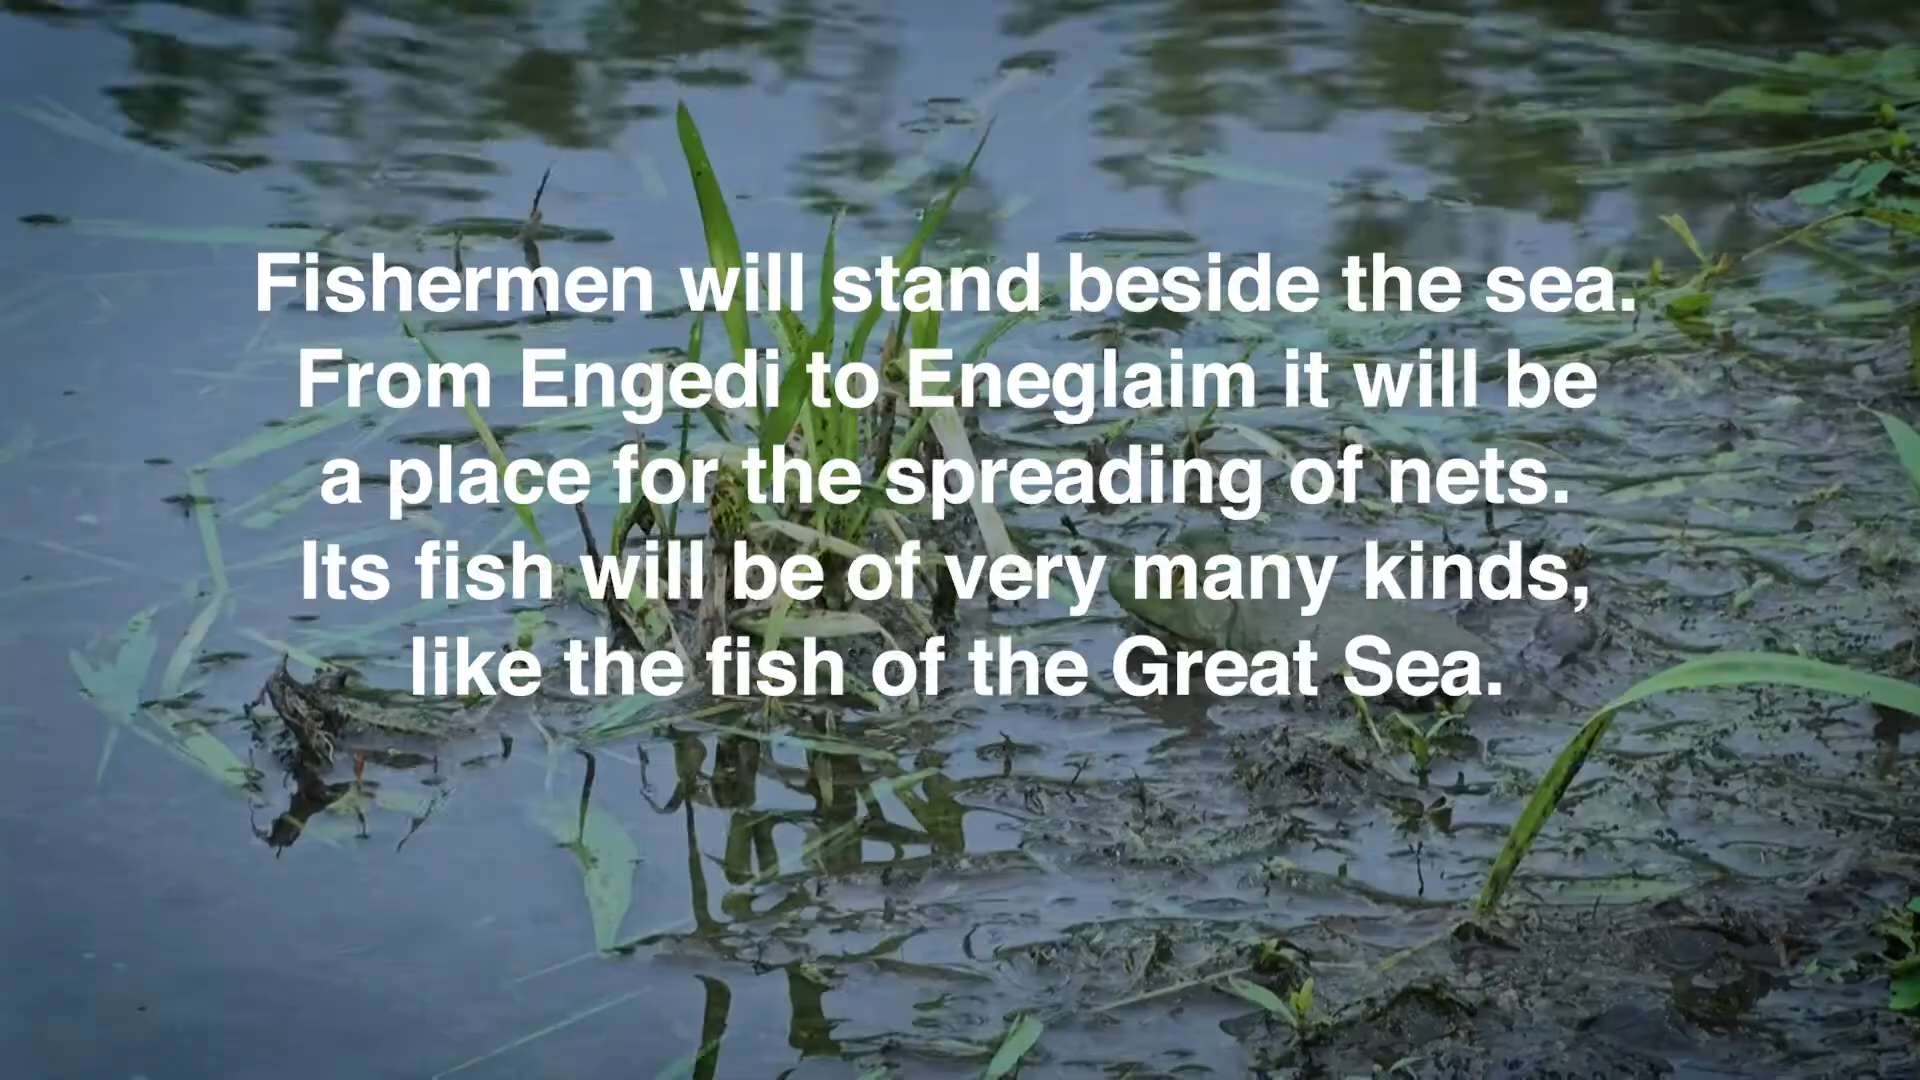 Fishermen will stand beside the sea.
From Engedi to Eneglaim it will be
a place for the spreading of nets.
Its fish will be of very many kinds,
like the fish of the Great Sea.